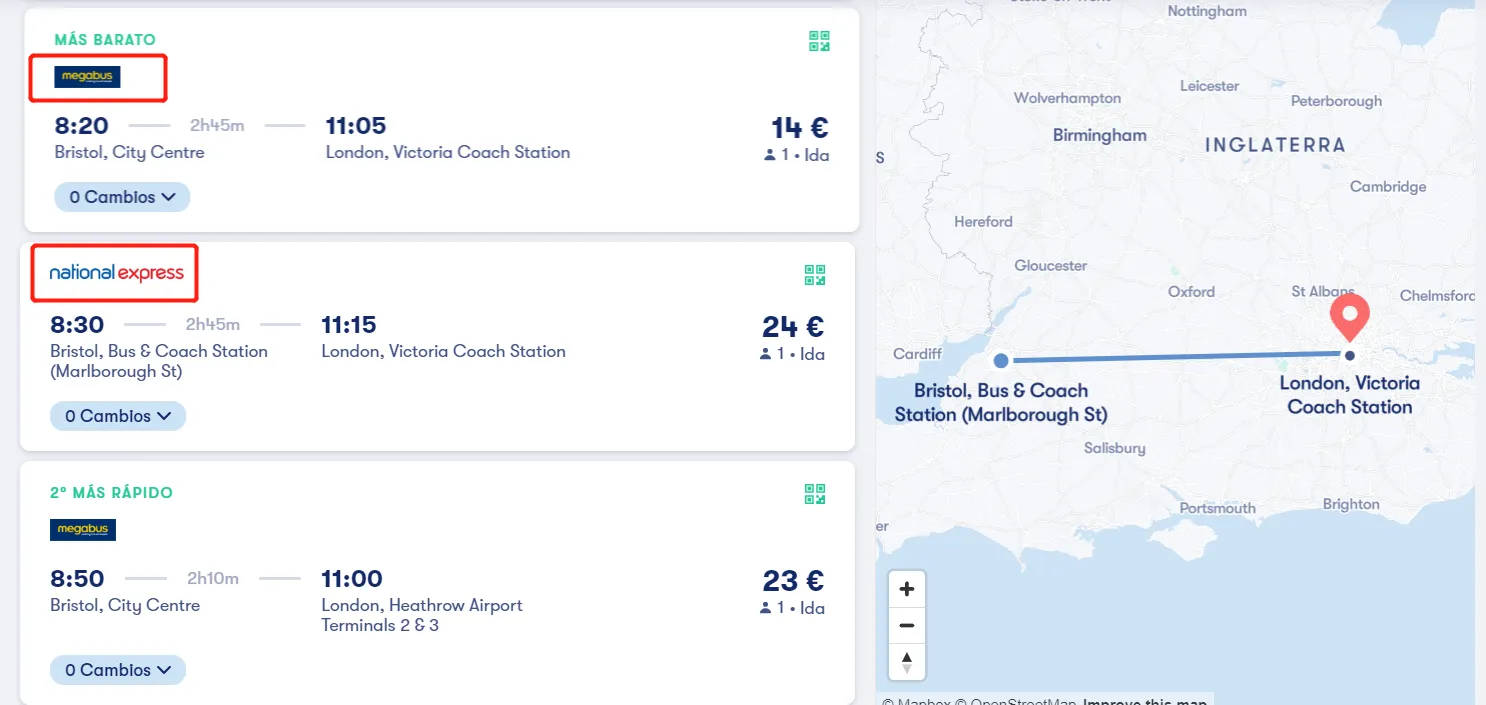 MÁS BARATO
megabus
8:20 2h45m 11:05 14 €
Bristol, City Centre London, Victoria Coach Station 1 • Ida
0 Cambios
national express
8:30 2h45m 11:15 24 €
Bristol, Bus & Coach Station London, Victoria Coach Station 1 • Ida
(Marlborough St)
0 Cambios
2º MÁS RÁPIDO
megabus
8:50 2h10m 11:00 23 €
Bristol, City Centre London, Heathrow Airport 1 • Ida
Terminals 2 & 3
0 Cambios
Nottingham
Leicester
Wolverhampton
Peterborough
Birmingham
INGLATERRA
S
Cambridge
Hereford
Gloucester
Oxford
St Albans
Chelmsford
Cardiff
Bristol, Bus & Coach
Station (Marlborough St)
London, Victoria
Coach Station
Salisbury
Portsmouth
Brighton
er
+
−
© Mapbox © OpenStreetMap Improve this map